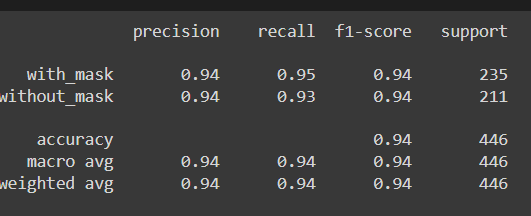 precision recall f1-score support
with_mask 0.94 0.95 0.94 235
without_mask 0.94 0.93 0.94 211
accuracy 0.94 446
macro avg 0.94 0.94 0.94 446
weighted avg 0.94 0.94 0.94 446